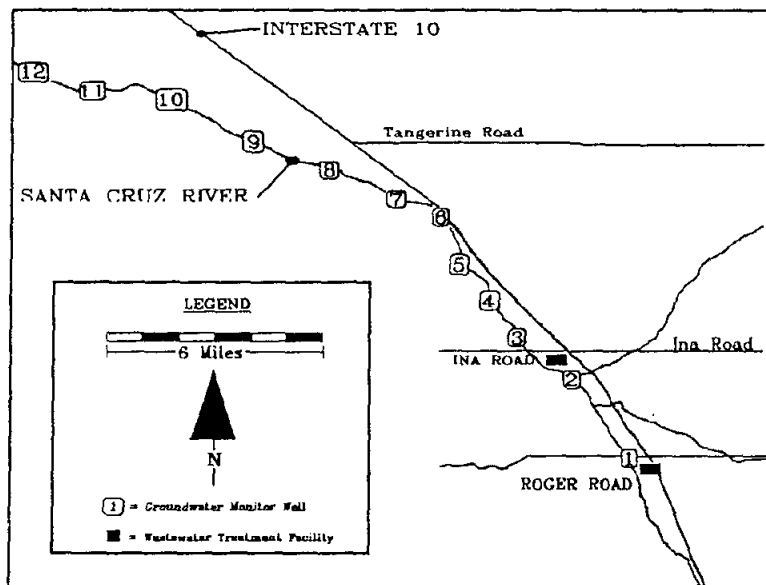 INTERSTATE 10
12
11
10
Tangerine Road
9
8
SANTA CRUZ RIVER
7
6
5
LEGEND
4
6 Miles
3
Ina Road
INA ROAD
2
N
1
ROGER ROAD
1 = Groundwater Monitor Well
= Wastewater Treatment Facility